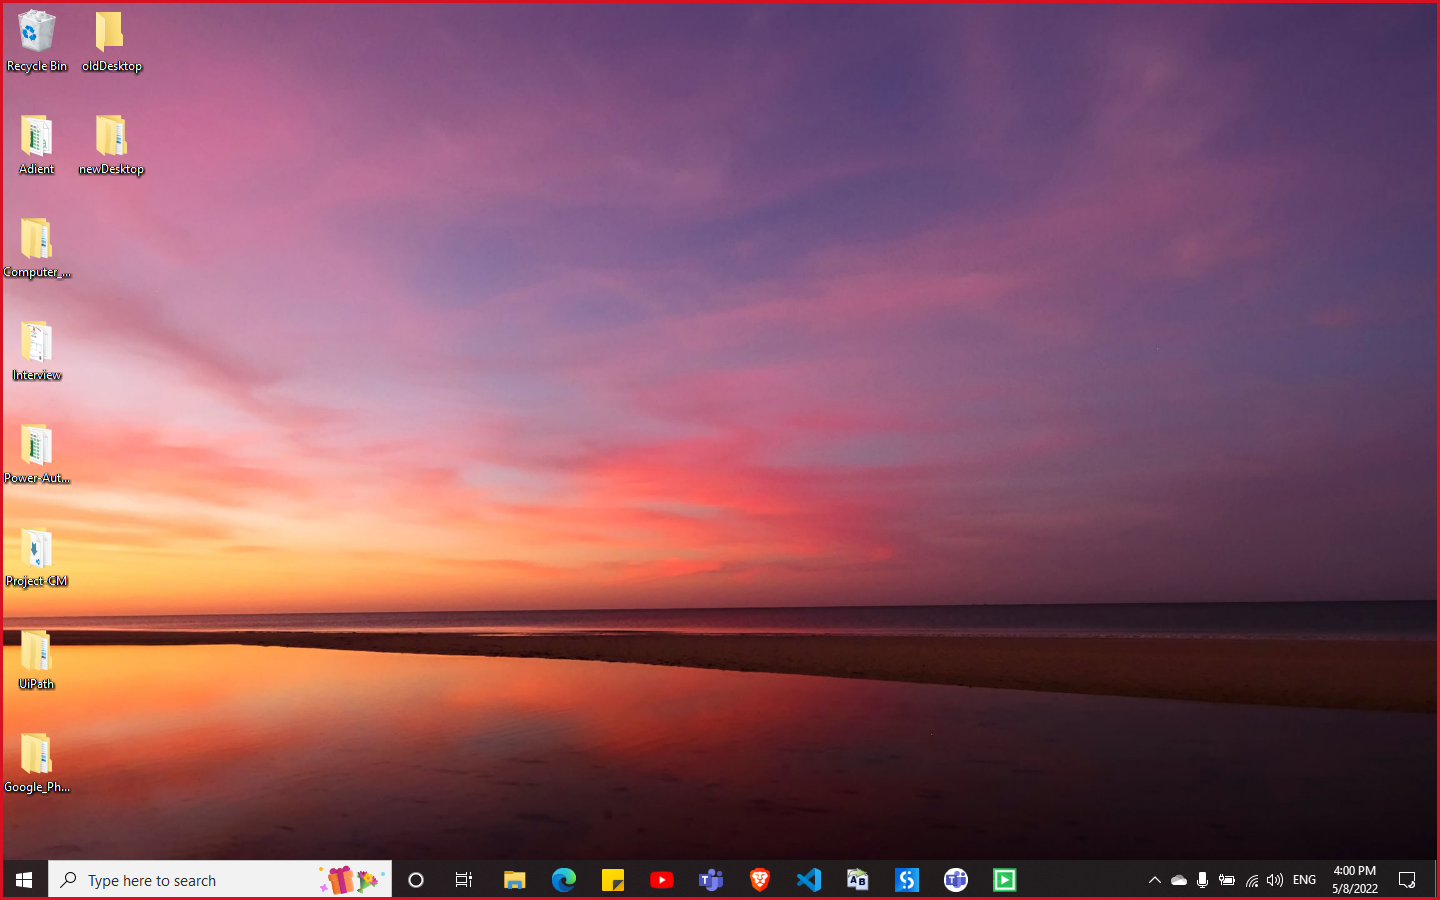 Recycle Bin
oldDesktop
Adient
newDesktop
Computer_...
Interview
Power-Aut...
Project-CM
UiPath
Google_Ph...
Type here to search
ENG
4:00 PM
5/8/2022